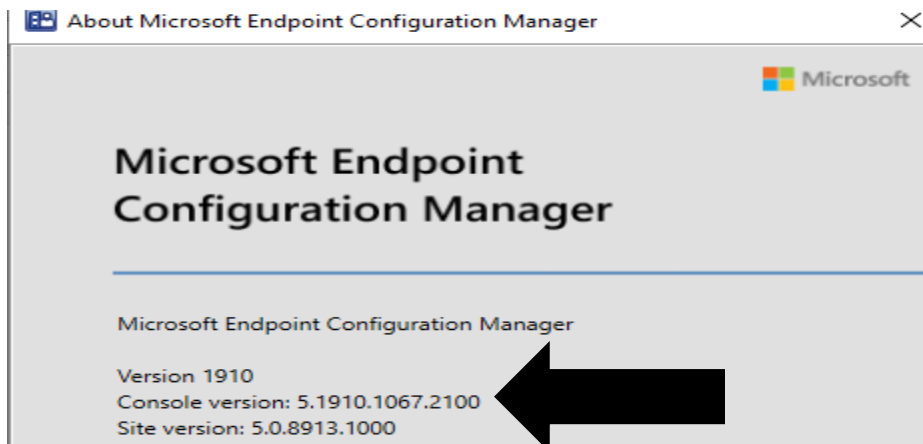 About Microsoft Endpoint Configuration Manager
Microsoft
Microsoft Endpoint
Configuration Manager
Microsoft Endpoint Configuration Manager
Version 1910
Console version: 5.1910.1067.2100
Site version: 5.0.8913.1000